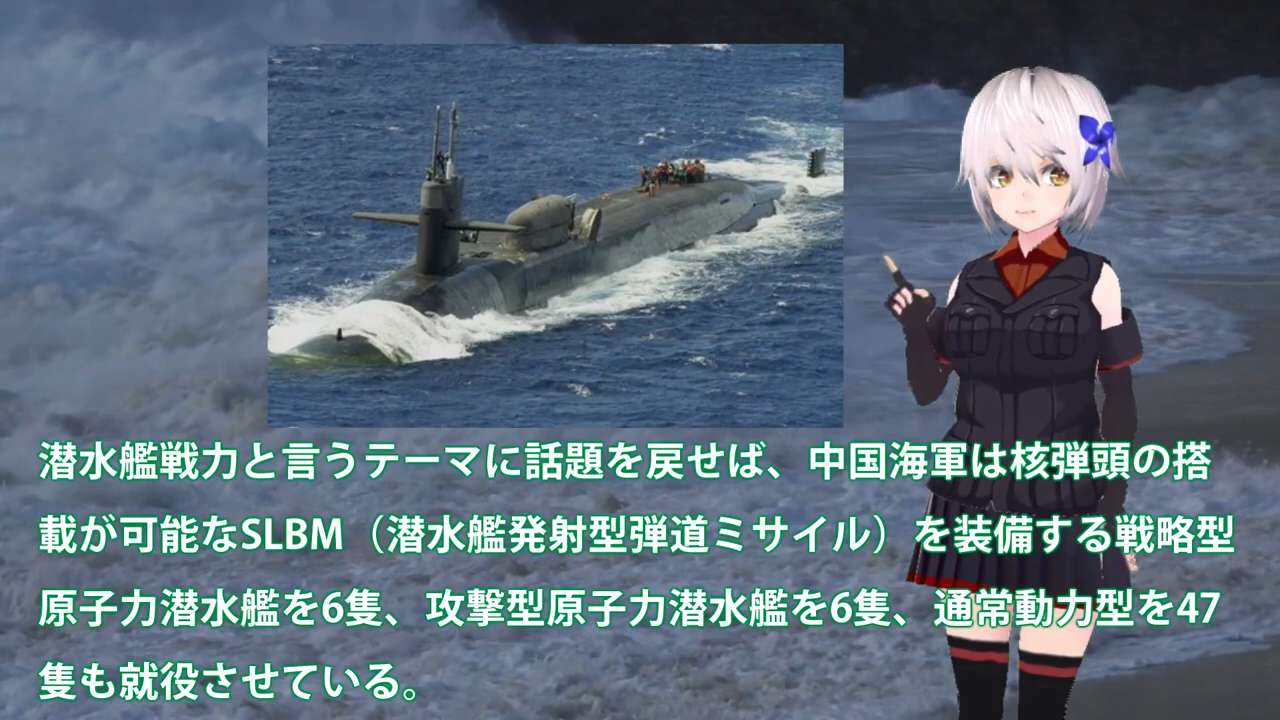 潜水艦戦力と言うテーマに話題を戻せば、中国海軍は核弾頭の搭
載が可能なSLBM（潜水艦発射型弾道ミサイル）を装備する戦略型
原子力潜水艦を6隻、攻撃型原子力潜水艦を6隻、通常動力型を47
隻も就役させている。